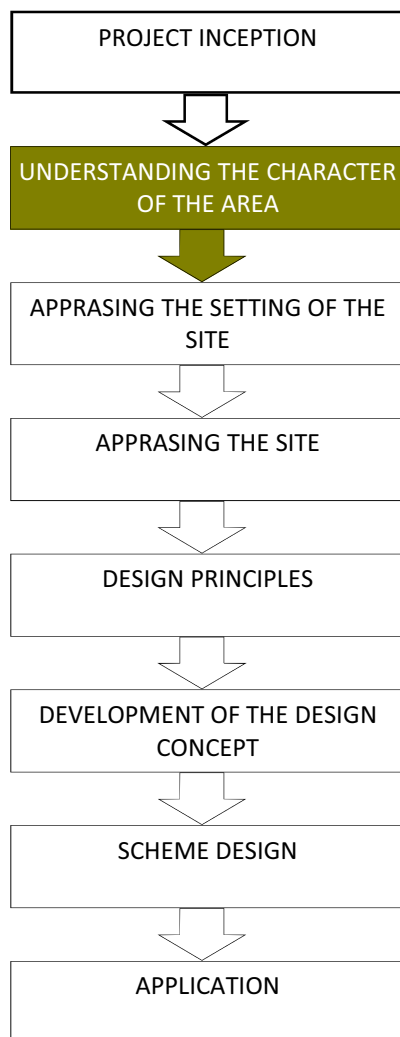 PROJECT INCEPTION
UNDERSTANDING THE CHARACTER
OF THE AREA
APPRASING THE SETTING OF THE
SITE
APPRASING THE SITE
DESIGN PRINCIPLES
DEVELOPMENT OF THE DESIGN
CONCEPT
SCHEME DESIGN
APPLICATION